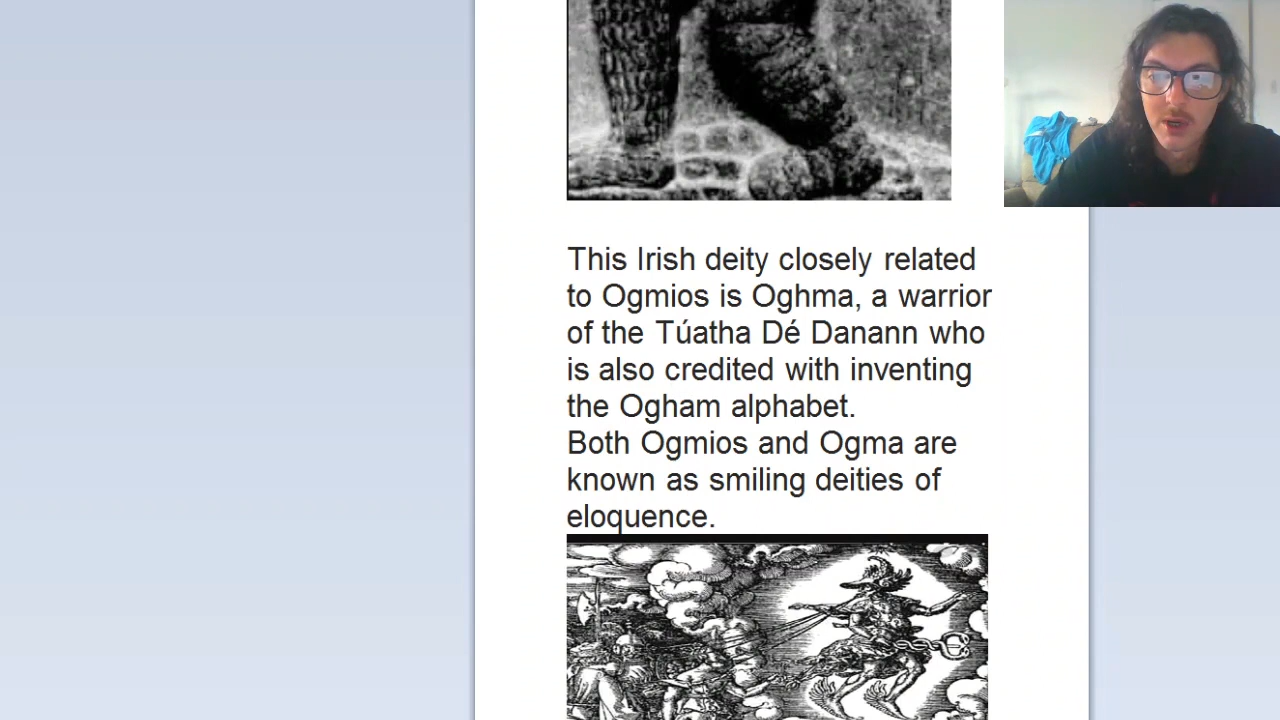 This Irish deity closely related
to Ogmios is Oghma, a warrior
of the Túatha Dé Danann who
is also credited with inventing
the Ogham alphabet.
Both Ogmios and Ogma are
known as smiling deities of
eloquence.